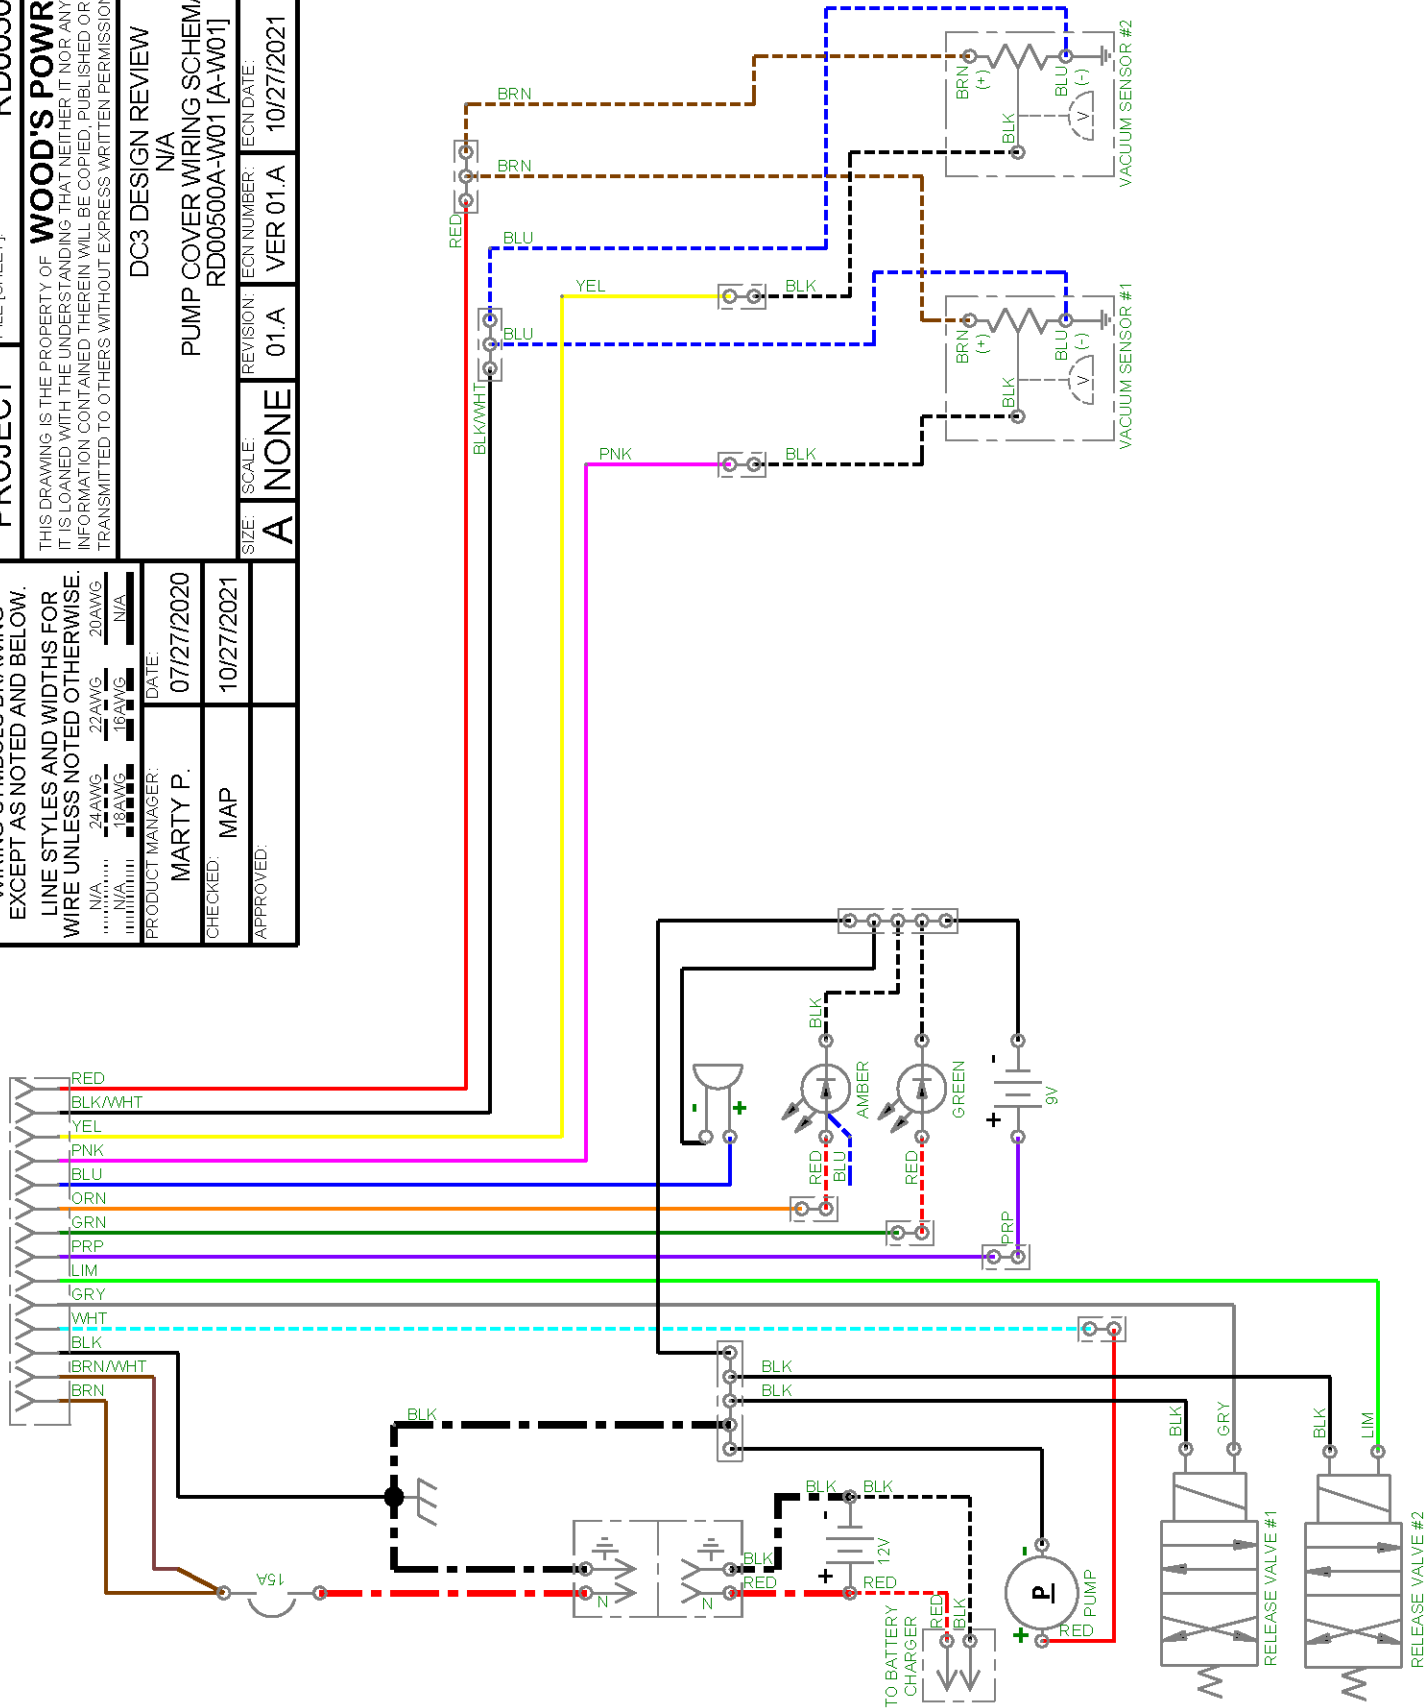 EXCEPT AS NOTED AND BELOW.
LINE STYLES AND WIDTHS FOR
WIRE UNLESS NOTED OTHERWISE.
N/A 24AWG 22AWG 20AWG
N/A 18AWG 16AWG N/A
PRODUCT MANAGER:
MARTY P.
DATE:
07/27/2020
CHECKED:
MAP
10/27/2021
APPROVED:
PROJECT
THIS DRAWING IS THE PROPERTY OF WOOD'S POWR
IT IS LOANED WITH THE UNDERSTANDING THAT NEITHER IT NOR ANY
INFORMATION CONTAINED THEREIN WILL BE COPIED, PUBLISHED OR
TRANSMITTED TO OTHERS WITHOUT EXPRESS WRITTEN PERMISSION
DC3 DESIGN REVIEW
N/A
PUMP COVER WIRING SCHEMA
RD00500A-W01 [A-W01]
SIZE:
A
SCALE:
NONE
REVISION:
01.A
ECN NUMBER:
VER 01.A
ECN DATE:
10/27/2021
RED
BLK/WHT
YEL
PNK
BLU
ORN
GRN
PRP
LIM
GRY
WHT
BLK
BRN/WHT
BRN
BRN
BRN
RED
BLU
BLU
BLK/WHT
YEL
BLK
PNK
BLK
BRN
(+)
BLU
(-)
BLK
V
VACUUM SENSOR #2
BRN
(+)
BLU
(-)
BLK
V
VACUUM SENSOR #1
-
+
BLK
AMBER
RED
BLU
GREEN
RED
-
+
9V
PRP
BLK
BLK
BLK
BLK
GRY
RELEASE VALVE #1
BLK
LIM
RELEASE VALVE #2
15A
N
N
BLK
RED
BLK
BLK
-
+
12V
RED
RED
BLK
TO BATTERY
CHARGER
-
P
+
PUMP
RED